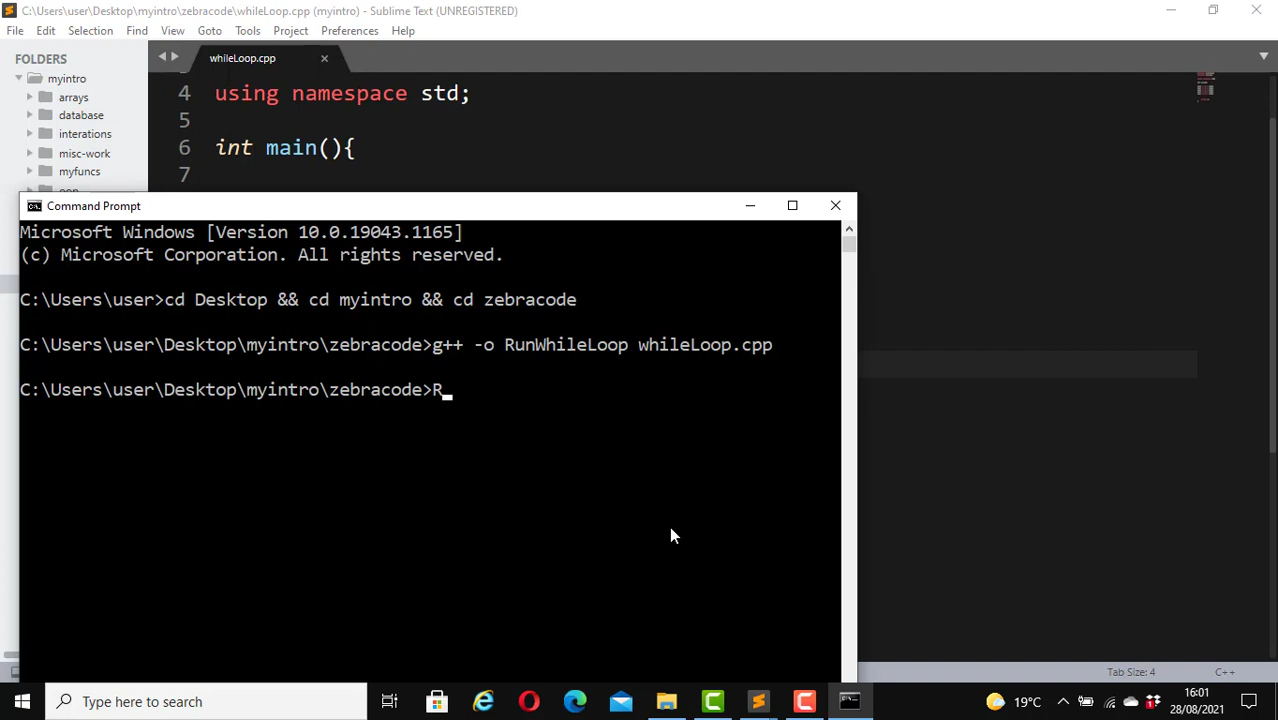 C:\Users\user\Desktop\myintro\zebracode\whileLoop.cpp (myintro) - Sublime Text (UNREGISTERED)
File Edit Selection Find View Goto Tools Project Preferences Help
FOLDERS
whileLoop.cpp
myintro
arrays
database
interations
misc-work
myfuncs
4 using namespace std;
5
6 int main(){
7
Command Prompt
Microsoft Windows [Version 10.0.19043.1165]
(c) Microsoft Corporation. All rights reserved.
C:\Users\user>cd Desktop && cd myintro && cd zebracode
C:\Users\user\Desktop\myintro\zebracode>g++ -o RunWhileLoop whileLoop.cpp
C:\Users\user\Desktop\myintro\zebracode>R
Tab Size: 4 C++
Type here to search
19°C
16:01
28/08/2021